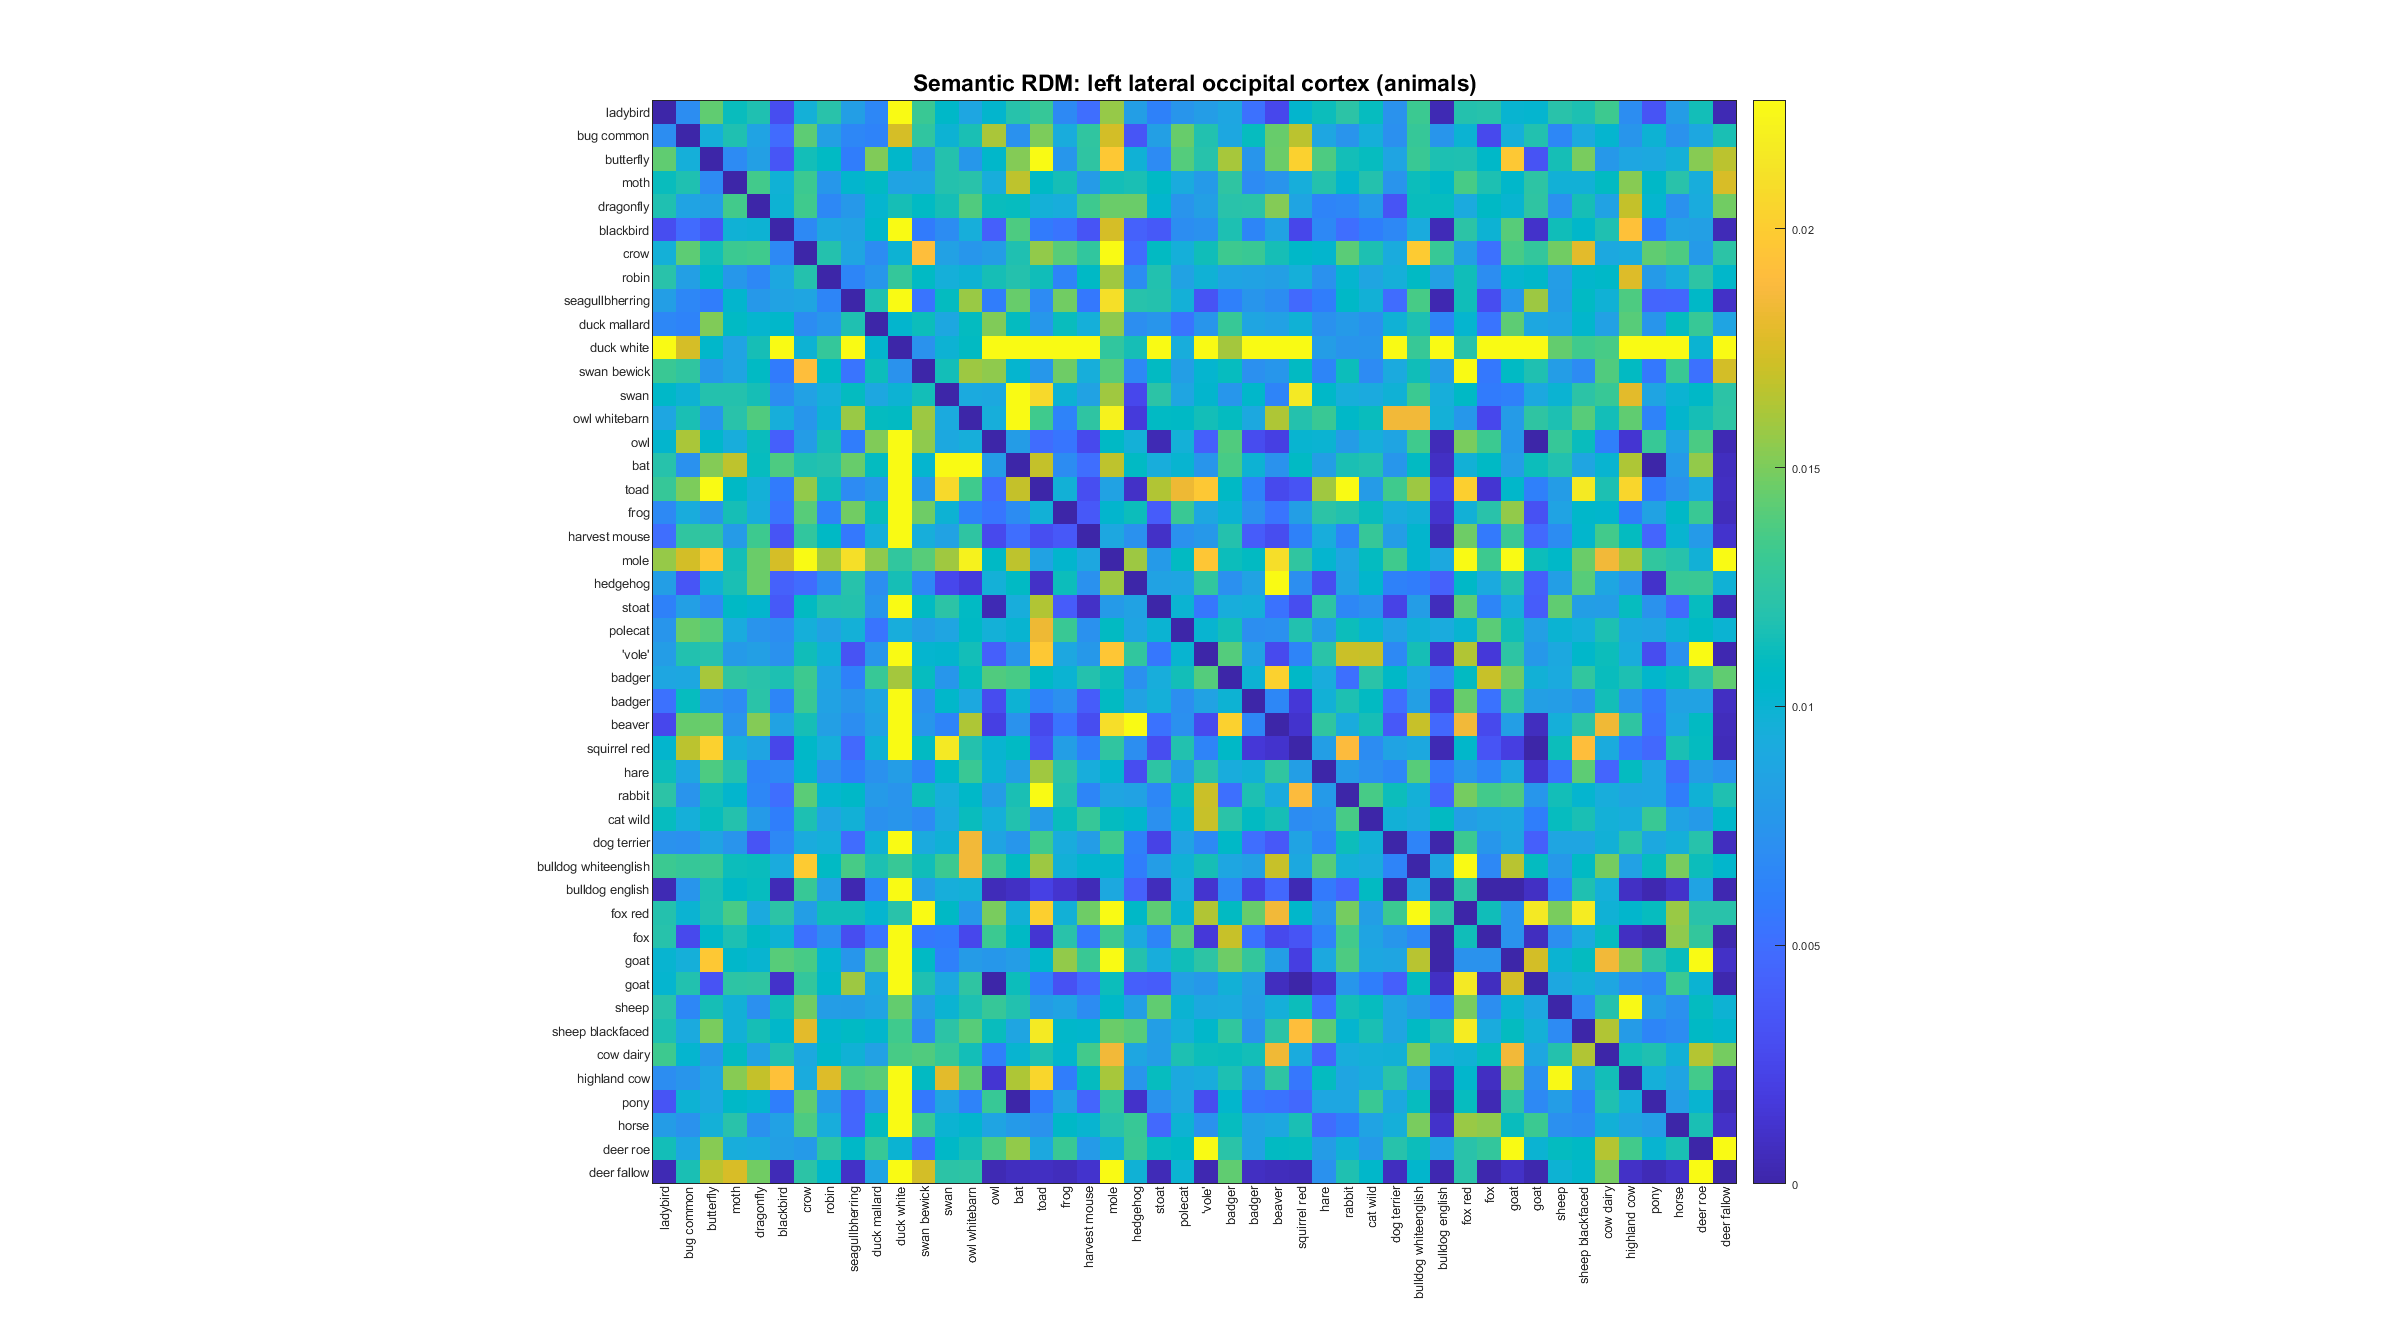 Semantic RDM: left lateral occipital cortex (animals)
ladybird
bug common
butterfly
moth
dragonfly
blackbird
crow
robin
seagullbherring
duck mallard
duck white
swan bewick
swan
owl whitebarn
owl
bat
toad
frog
harvest mouse
mole
hedgehog
stoat
polecat
'vole'
badger
badger
beaver
squirrel red
hare
rabbit
cat wild
dog terrier
bulldog whiteenglish
bulldog english
fox red
fox
goat
goat
sheep
sheep blackfaced
cow dairy
highland cow
pony
horse
deer roe
deer fallow
ladybird
bug common
butterfly
moth
dragonfly
blackbird
crow
robin
seagullbherring
duck mallard
duck white
swan bewick
swan
owl whitebarn
owl
bat
toad
frog
harvest mouse
mole
hedgehog
stoat
polecat
'vole'
badger
badger
beaver
squirrel red
hare
rabbit
cat wild
dog terrier
bulldog whiteenglish
bulldog english
fox red
fox
goat
goat
sheep
sheep blackfaced
cow dairy
highland cow
pony
horse
deer roe
deer fallow
0.02
0.015
0.01
0.005
0